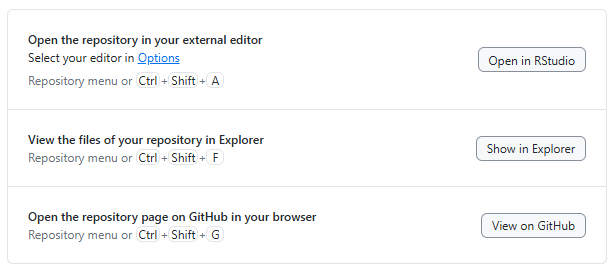 Open the repository in your external editor
Select your editor in Options
Repository menu or Ctrl + Shift + A
Open in RStudio
View the files of your repository in Explorer
Repository menu or Ctrl + Shift + F
Show in Explorer
Open the repository page on GitHub in your browser
Repository menu or Ctrl + Shift + G
View on GitHub